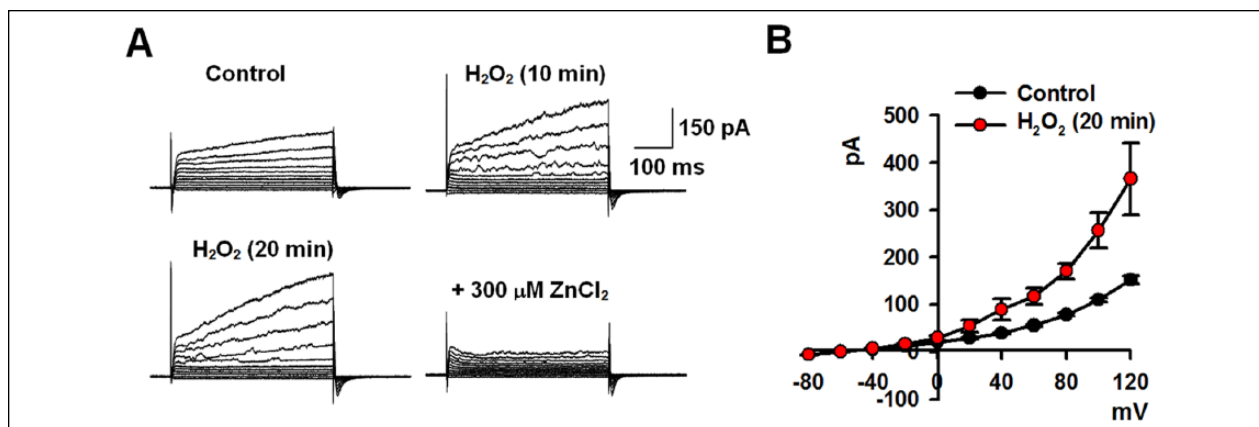 A
Control
H₂O₂ (10 min)
150 pA
100 ms
H₂O₂ (20 min)
+ 300 μM ZnCl₂
B
Control
H₂O₂ (20 min)
pA
500
400
300
200
100
0
-100
-80
-40
0
40
80
120
mV